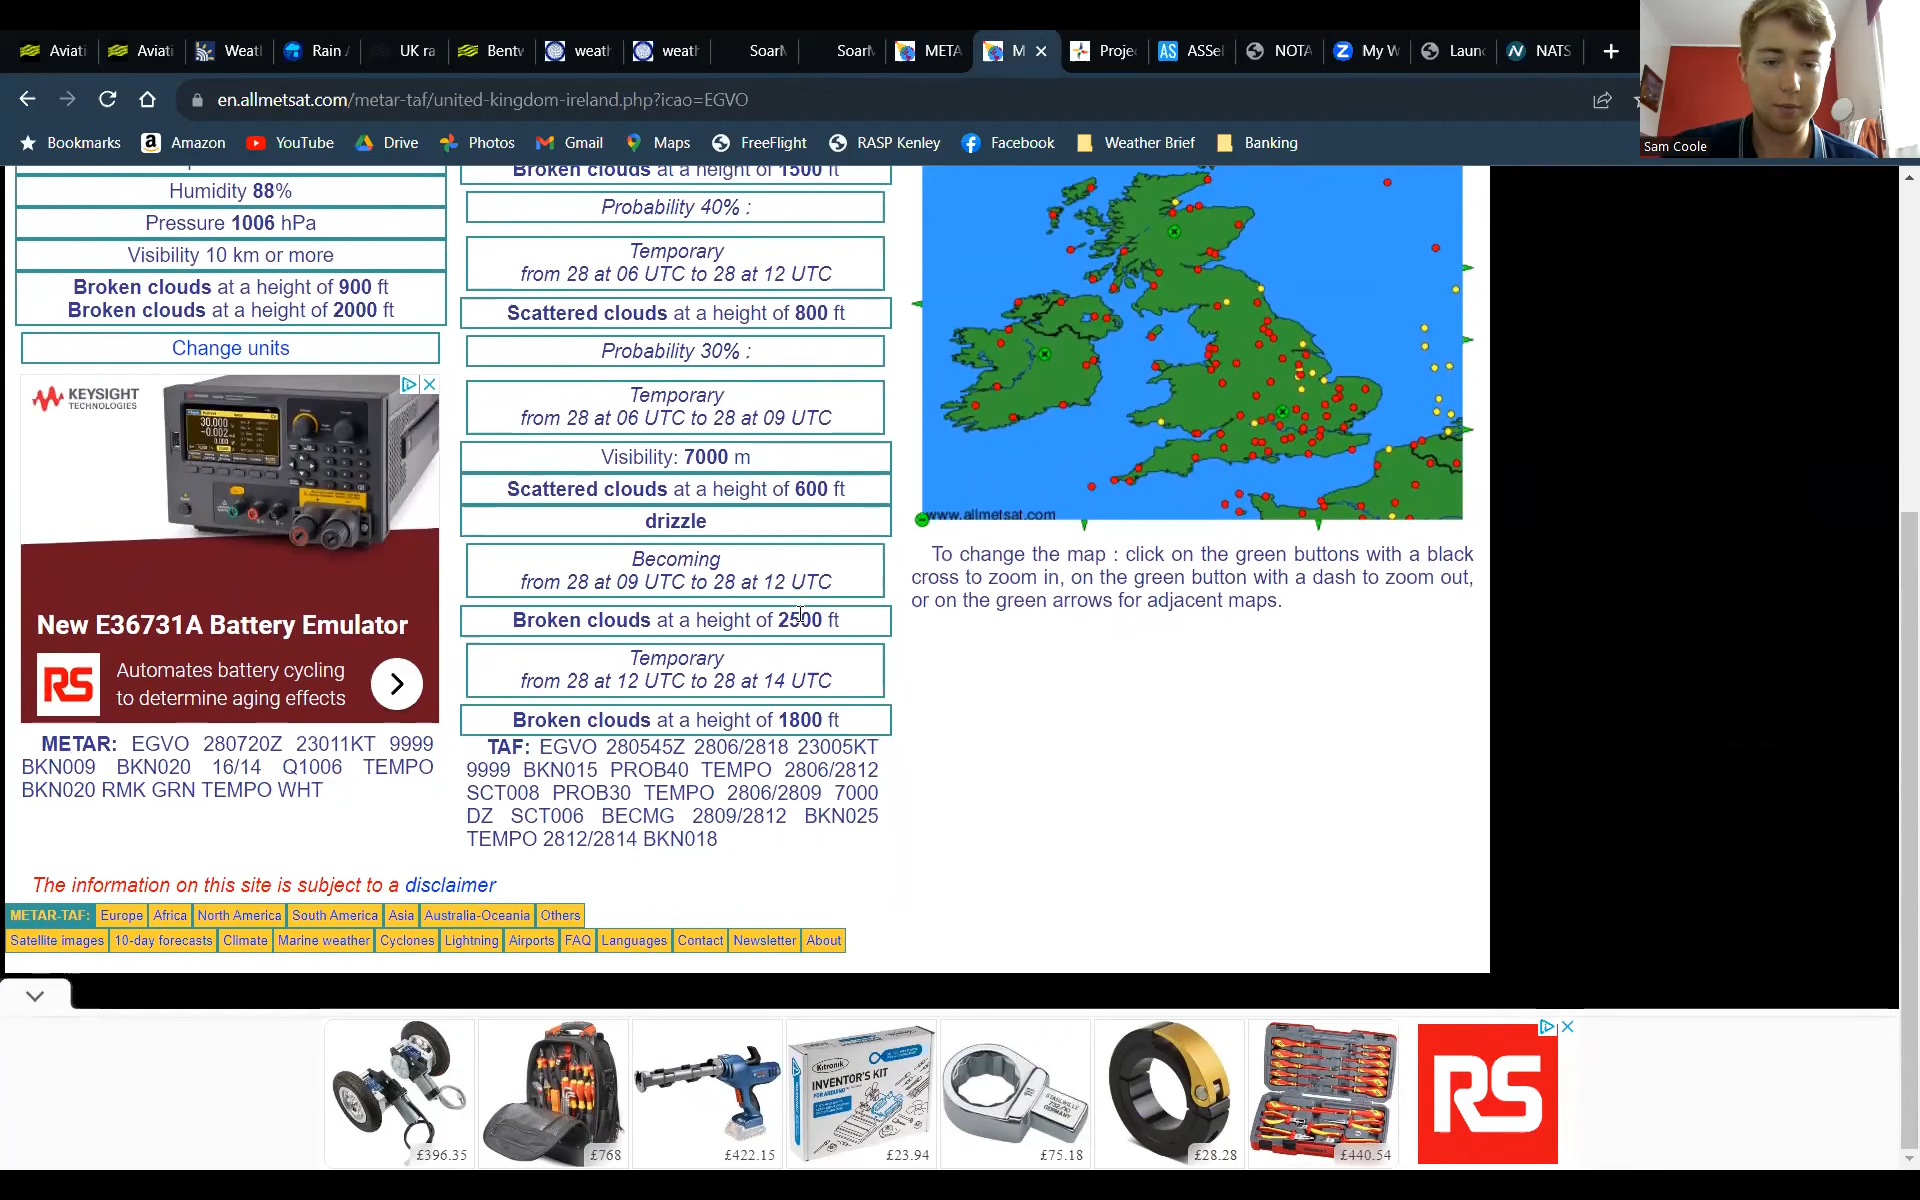 Aviati
Aviati
Weatl
Rain /
UK ra
Bentw
weath
weath
SoarM
SoarM
META
M
Proje
ASSel
NOTA
My W
Laun
NATS
en.allmetsat.com/metar-taf/united-kingdom-ireland.php?icao=EGVO
Bookmarks
Amazon
YouTube
Drive
Photos
Gmail
Maps
FreeFlight
RASP Kenley
Facebook
Weather Brief
Banking
Sam Coole
Humidity 88%
Pressure 1006 hPa
Visibility 10 km or more
Broken clouds at a height of 900 ft
Broken clouds at a height of 2000 ft
Change units
KEYSIGHT
TECHNOLOGIES
New E36731A Battery Emulator
RS
Automates battery cycling
to determine aging effects
METAR: EGVO 280720Z 23011KT 9999
BKN009 BKN020 16/14 Q1006 TEMPO
BKN020 RMK GRN TEMPO WHT
Broken clouds at a height of 1500 ft
Probability 40% :
Temporary
from 28 at 06 UTC to 28 at 12 UTC
Scattered clouds at a height of 800 ft
Probability 30% :
Temporary
from 28 at 06 UTC to 28 at 09 UTC
Visibility: 7000 m
Scattered clouds at a height of 600 ft
drizzle
Becoming
from 28 at 09 UTC to 28 at 12 UTC
Broken clouds at a height of 2500 ft
Temporary
from 28 at 12 UTC to 28 at 14 UTC
Broken clouds at a height of 1800 ft
TAF: EGVO 280545Z 2806/2818 23005KT
9999 BKN015 PROB40 TEMPO 2806/2812
SCT008 PROB30 TEMPO 2806/2809 7000
DZ SCT006 BECMG 2809/2812 BKN025
TEMPO 2812/2814 BKN018
www.allmetsat.com
To change the map : click on the green buttons with a black
cross to zoom in, on the green button with a dash to zoom out,
or on the green arrows for adjacent maps.
The information on this site is subject to a disclaimer
METAR-TAF: Europe Africa North America South America Asia Australia-Oceania Others
Satellite images 10-day forecasts Climate Marine weather Cyclones Lightning Airports FAQ Languages Contact Newsletter About
£396.35
£768
£422.15
Kitronik
INVENTOR'S KIT
£23.94
£75.18
£28.28
£440.54
RS